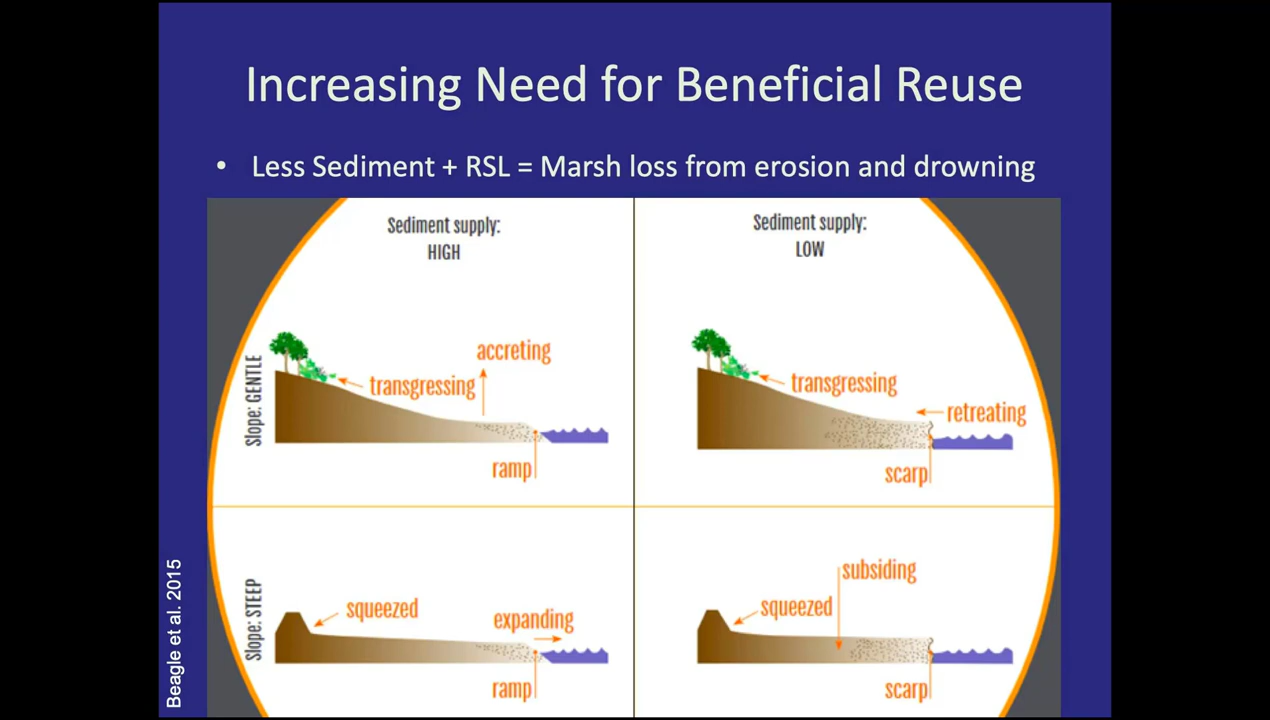 Increasing Need for Beneficial Reuse
• Less Sediment + RSL = Marsh loss from erosion and drowning
Sediment supply:
HIGH
Sediment supply:
LOW
Slope: GENTLE
accreting
transgressing
ramp
transgressing
retreating
scarp
Slope: STEEP
squeezed
expanding
ramp
subsiding
squeezed
scarp
Beagle et al. 2015